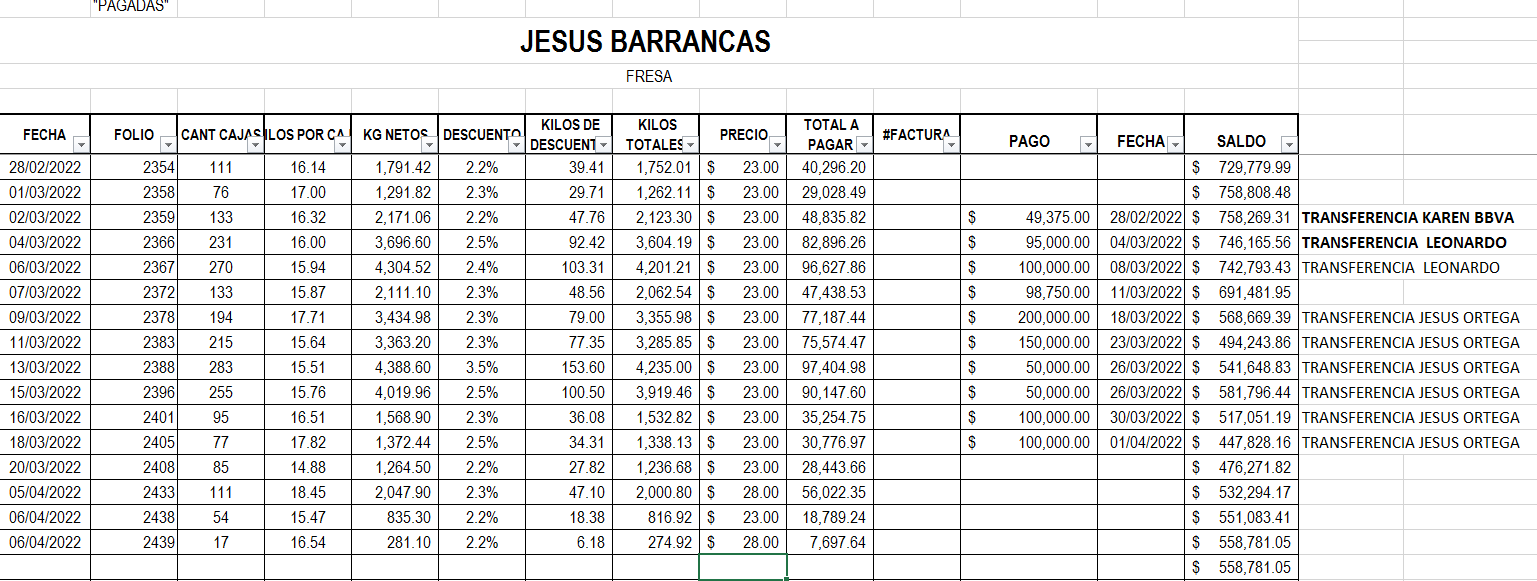 "PAGADAS"
JESUS BARRANCAS
FRESA
FECHA FOLIO CANT CAJAS ILOS POR CA KG NETOS DESCUENTO KILOS DE DESCUENT KILOS TOTALES PRECIO TOTAL A PAGAR #FACTURA PAGO FECHA SALDO
28/02/2022 2354 111 16.14 1,791.42 2.2% 39.41 1,752.01 $ 23.00 40,296.20 $ 729,779.99
01/03/2022 2358 76 17.00 1,291.82 2.3% 29.71 1,262.11 $ 23.00 29,028.49 $ 758,808.48
02/03/2022 2359 133 16.32 2,171.06 2.2% 47.76 2,123.30 $ 23.00 48,835.82 $ 49,375.00 28/02/2022 $ 758,269.31 TRANSFERENCIA KAREN BBVA
04/03/2022 2366 231 16.00 3,696.60 2.5% 92.42 3,604.19 $ 23.00 82,896.26 $ 95,000.00 04/03/2022 $ 746,165.56 TRANSFERENCIA LEONARDO
06/03/2022 2367 270 15.94 4,304.52 2.4% 103.31 4,201.21 $ 23.00 96,627.86 $ 100,000.00 08/03/2022 $ 742,793.43 TRANSFERENCIA LEONARDO
07/03/2022 2372 133 15.87 2,111.10 2.3% 48.56 2,062.54 $ 23.00 47,438.53 $ 98,750.00 11/03/2022 $ 691,481.95
09/03/2022 2378 194 17.71 3,434.98 2.3% 79.00 3,355.98 $ 23.00 77,187.44 $ 200,000.00 18/03/2022 $ 568,669.39 TRANSFERENCIA JESUS ORTEGA
11/03/2022 2383 215 15.64 3,363.20 2.3% 77.35 3,285.85 $ 23.00 75,574.47 $ 150,000.00 23/03/2022 $ 494,243.86 TRANSFERENCIA JESUS ORTEGA
13/03/2022 2388 283 15.51 4,388.60 3.5% 153.60 4,235.00 $ 23.00 97,404.98 $ 50,000.00 26/03/2022 $ 541,648.83 TRANSFERENCIA JESUS ORTEGA
15/03/2022 2396 255 15.76 4,019.96 2.5% 100.50 3,919.46 $ 23.00 90,147.60 $ 50,000.00 26/03/2022 $ 581,796.44 TRANSFERENCIA JESUS ORTEGA
16/03/2022 2401 95 16.51 1,568.90 2.3% 36.08 1,532.82 $ 23.00 35,254.75 $ 100,000.00 30/03/2022 $ 517,051.19 TRANSFERENCIA JESUS ORTEGA
18/03/2022 2405 77 17.82 1,372.44 2.5% 34.31 1,338.13 $ 23.00 30,776.97 $ 100,000.00 01/04/2022 $ 447,828.16 TRANSFERENCIA JESUS ORTEGA
20/03/2022 2408 85 14.88 1,264.50 2.2% 27.82 1,236.68 $ 23.00 28,443.66 $ 476,271.82
05/04/2022 2433 111 18.45 2,047.90 2.3% 47.10 2,000.80 $ 28.00 56,022.35 $ 532,294.17
06/04/2022 2438 54 15.47 835.30 2.2% 18.38 816.92 $ 23.00 18,789.24 $ 551,083.41
06/04/2022 2439 17 16.54 281.10 2.2% 6.18 274.92 $ 28.00 7,697.64 $ 558,781.05
$ 558,781.05